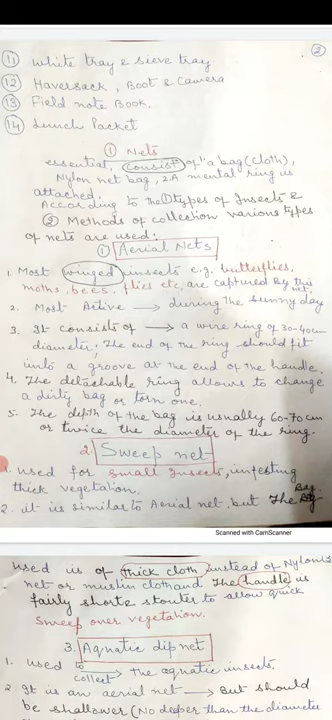 2
11 White tray & sieve tray
12 Haversack, Boot & Camera
13 Field note Book.
14 Lunch Packet
① Nets
essential, consist of 1 a bag (cloth),
Nylon net bag, 2. A mental ring is
attached.
According to the ① types of Insects &
② Methods of collection various types
of nets are used:
① Aerial Nets
1. Most winged insects e.g. butterflies,
moths, bees, flies etc, are captured by this net.
2. Most Active → during the sunny day
3. It consists of → a wire ring of 30-40cm
diameter; The end of the ring should fit
into a groove at the end of the handle.
4. The detachable ring allows to change
a dirty bag or torn one.
5. The depth of the bag is usually 60-70 cm
or twice the diameter of the ring.
2. Sweep net
1. Used for small Insects, infesting
thick vegetation.
2. it is similar to Aerial net, but The Bag
Scanned with CamScanner
used is of thick cloth instead of Nylon
net or muslin cloth and The handle is
fairly shorte stouter to allow quick
sweep over vegetation.
3. Aqnatic dip net
1. used to collect → the aqnatic insects.
2. It is an aerial net → But should
be shallower (No deeper than the diameter